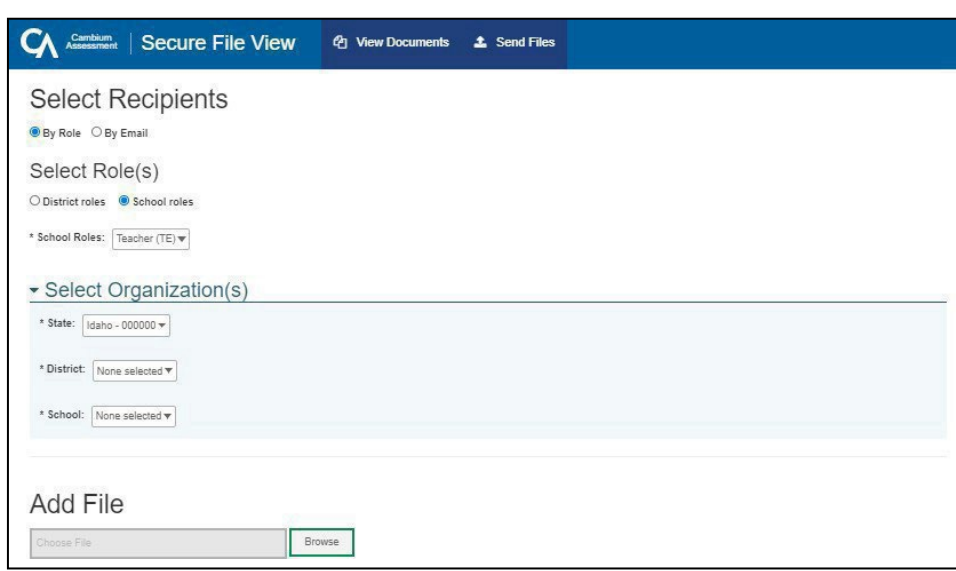 CA Cambium Assessment Secure File View View Documents Send Files
Select Recipients
By Role By Email
Select Role(s)
District roles School roles
* School Roles: Teacher (TE)
Select Organization(s)
* State: Idaho - 000000
* District: None selected
* School: None selected
Add File
Choose File Browse